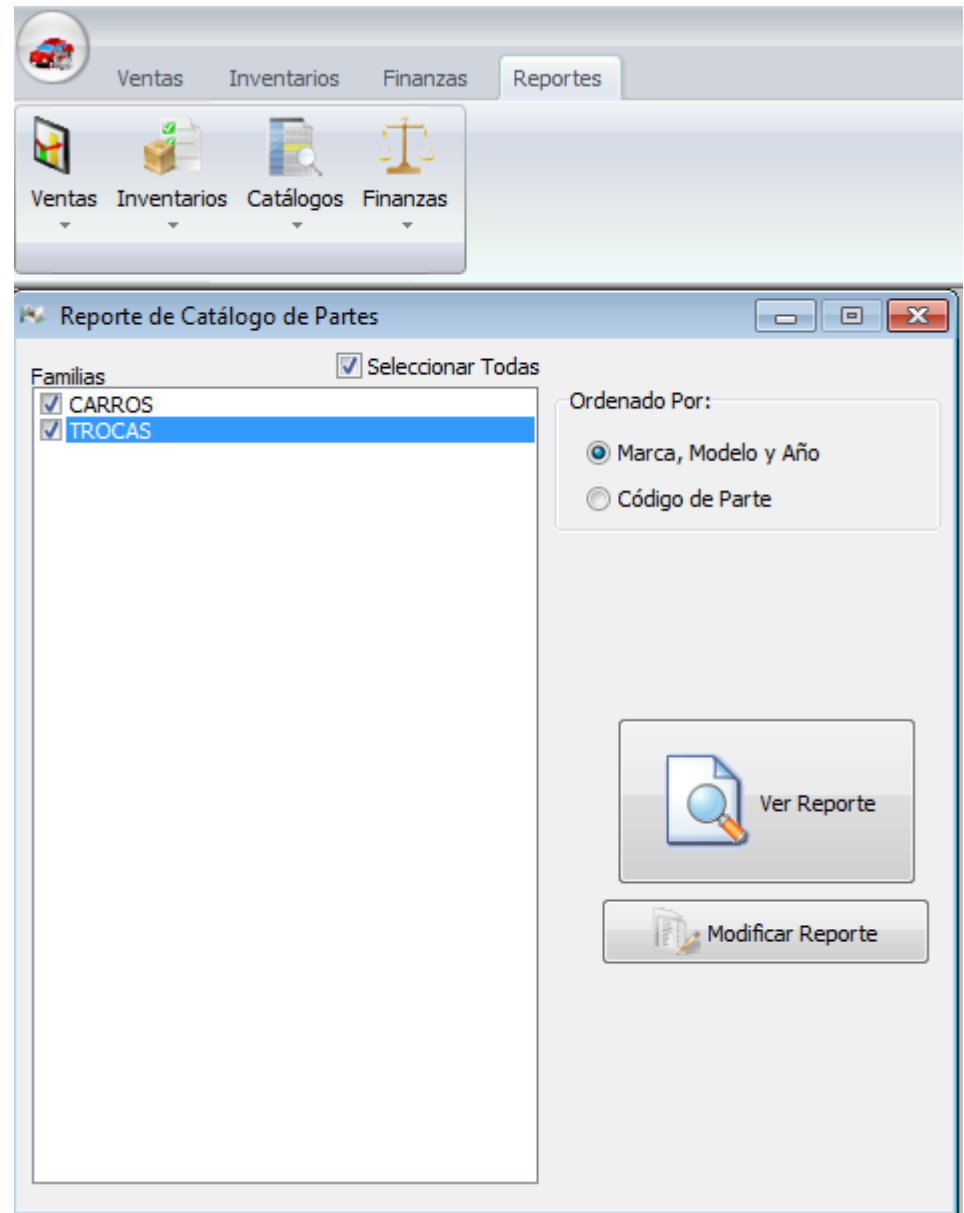 Ventas Inventarios Finanzas Reportes
Ventas Inventarios Catálogos Finanzas
Reporte de Catálogo de Partes
Familias
Seleccionar Todas
CARROS
TROCAS
Ordenado Por:
Marca, Modelo y Año
Código de Parte
Ver Reporte
Modificar Reporte